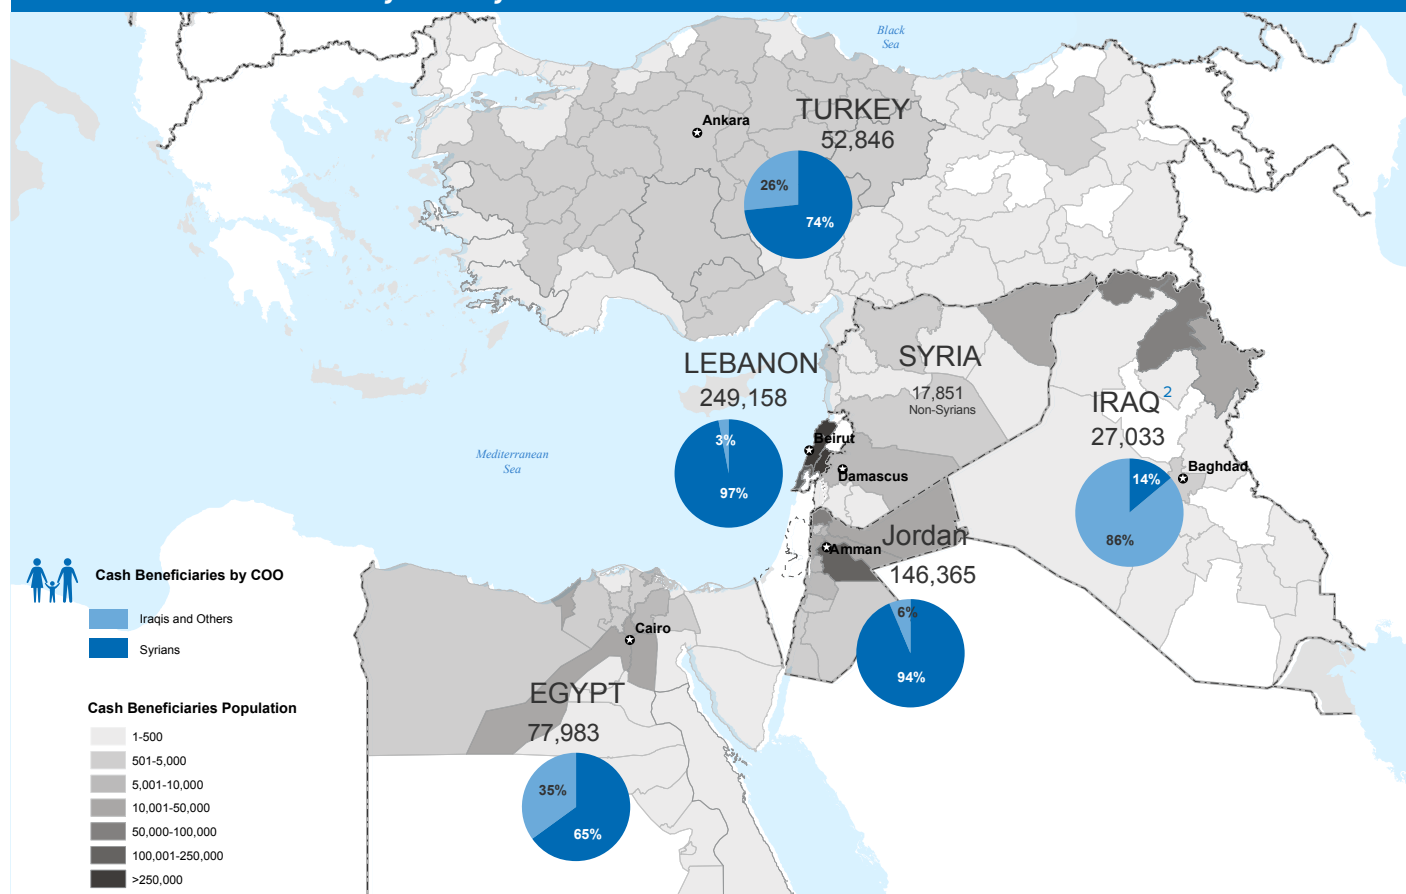 Black
Sea
TURKEY
52,846
Ankara
26%
74%
LEBANON
249,158
3%
97%
Beirut
Damascus
SYRIA
17,851
Non-Syrians
IRAQ 2
27,033
14%
86%
Baghdad
Mediterranean
Sea
Jordan
146,365
Amman
6%
94%
Cairo
EGYPT
77,983
35%
65%
Cash Beneficiaries by COO
Iraqis and Others
Syrians
Cash Beneficiaries Population
1-500
501-5,000
5,001-10,000
10,001-50,000
50,000-100,000
100,001-250,000
>250,000